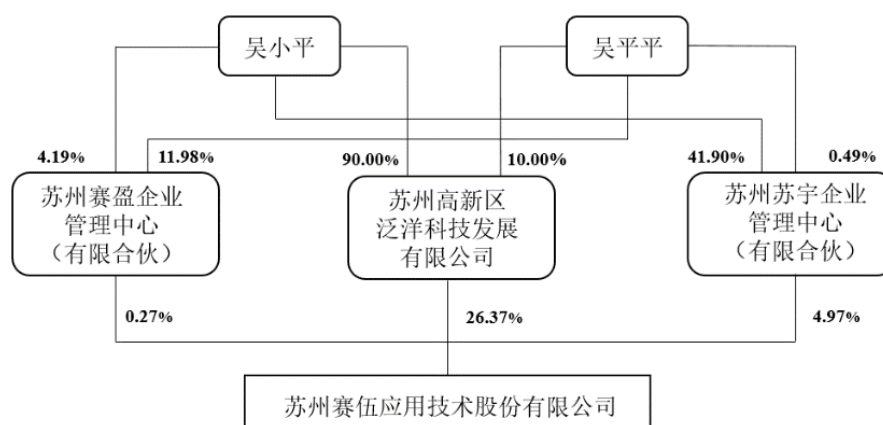 吴小平
吴平平
4.19%
11.98%
90.00%
10.00%
41.90%
0.49%
苏州赛盈企业
管理中心
（有限合伙）
苏州高新区
泛洋科技发展
有限公司
苏州苏宇企业
管理中心
（有限合伙）
0.27%
26.37%
4.97%
苏州赛伍应用技术股份有限公司